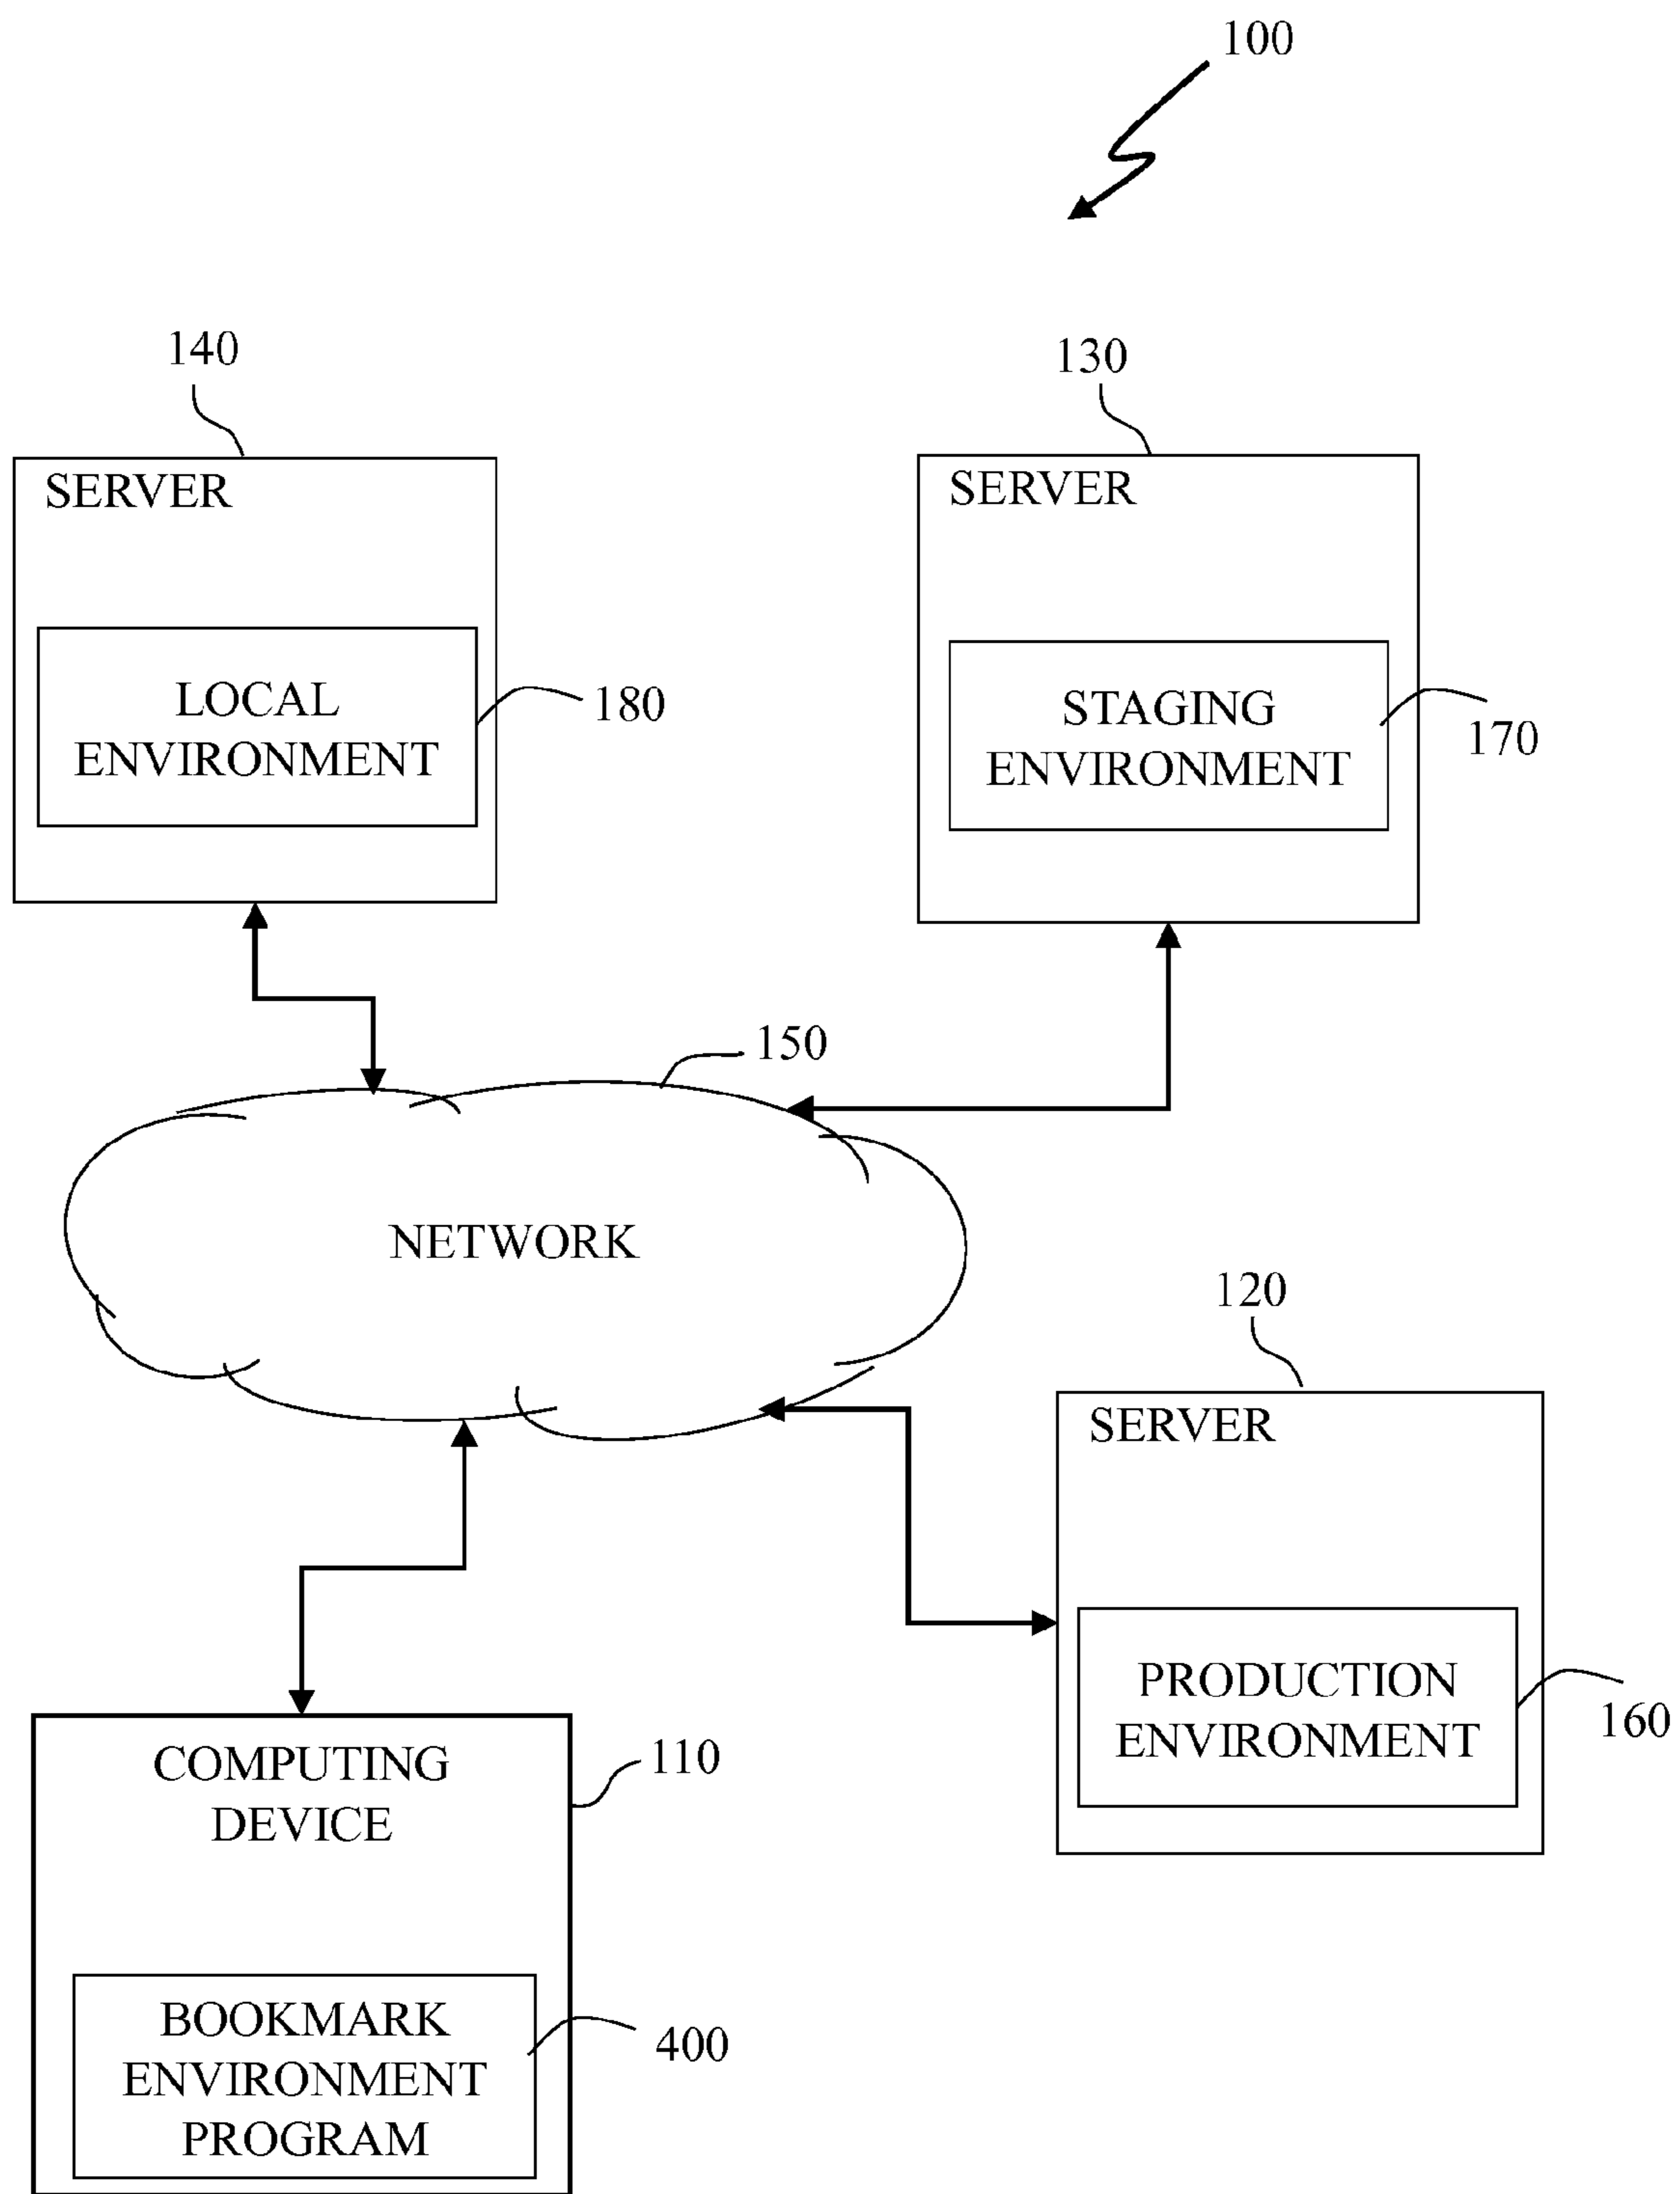 100
140
130
SERVER
SERVER
LOCAL
ENVIRONMENT
180
STAGING
ENVIRONMENT
170
150
NETWORK
120
SERVER
PRODUCTION
ENVIRONMENT
160
COMPUTING
DEVICE
110
BOOKMARK
ENVIRONMENT
PROGRAM
400